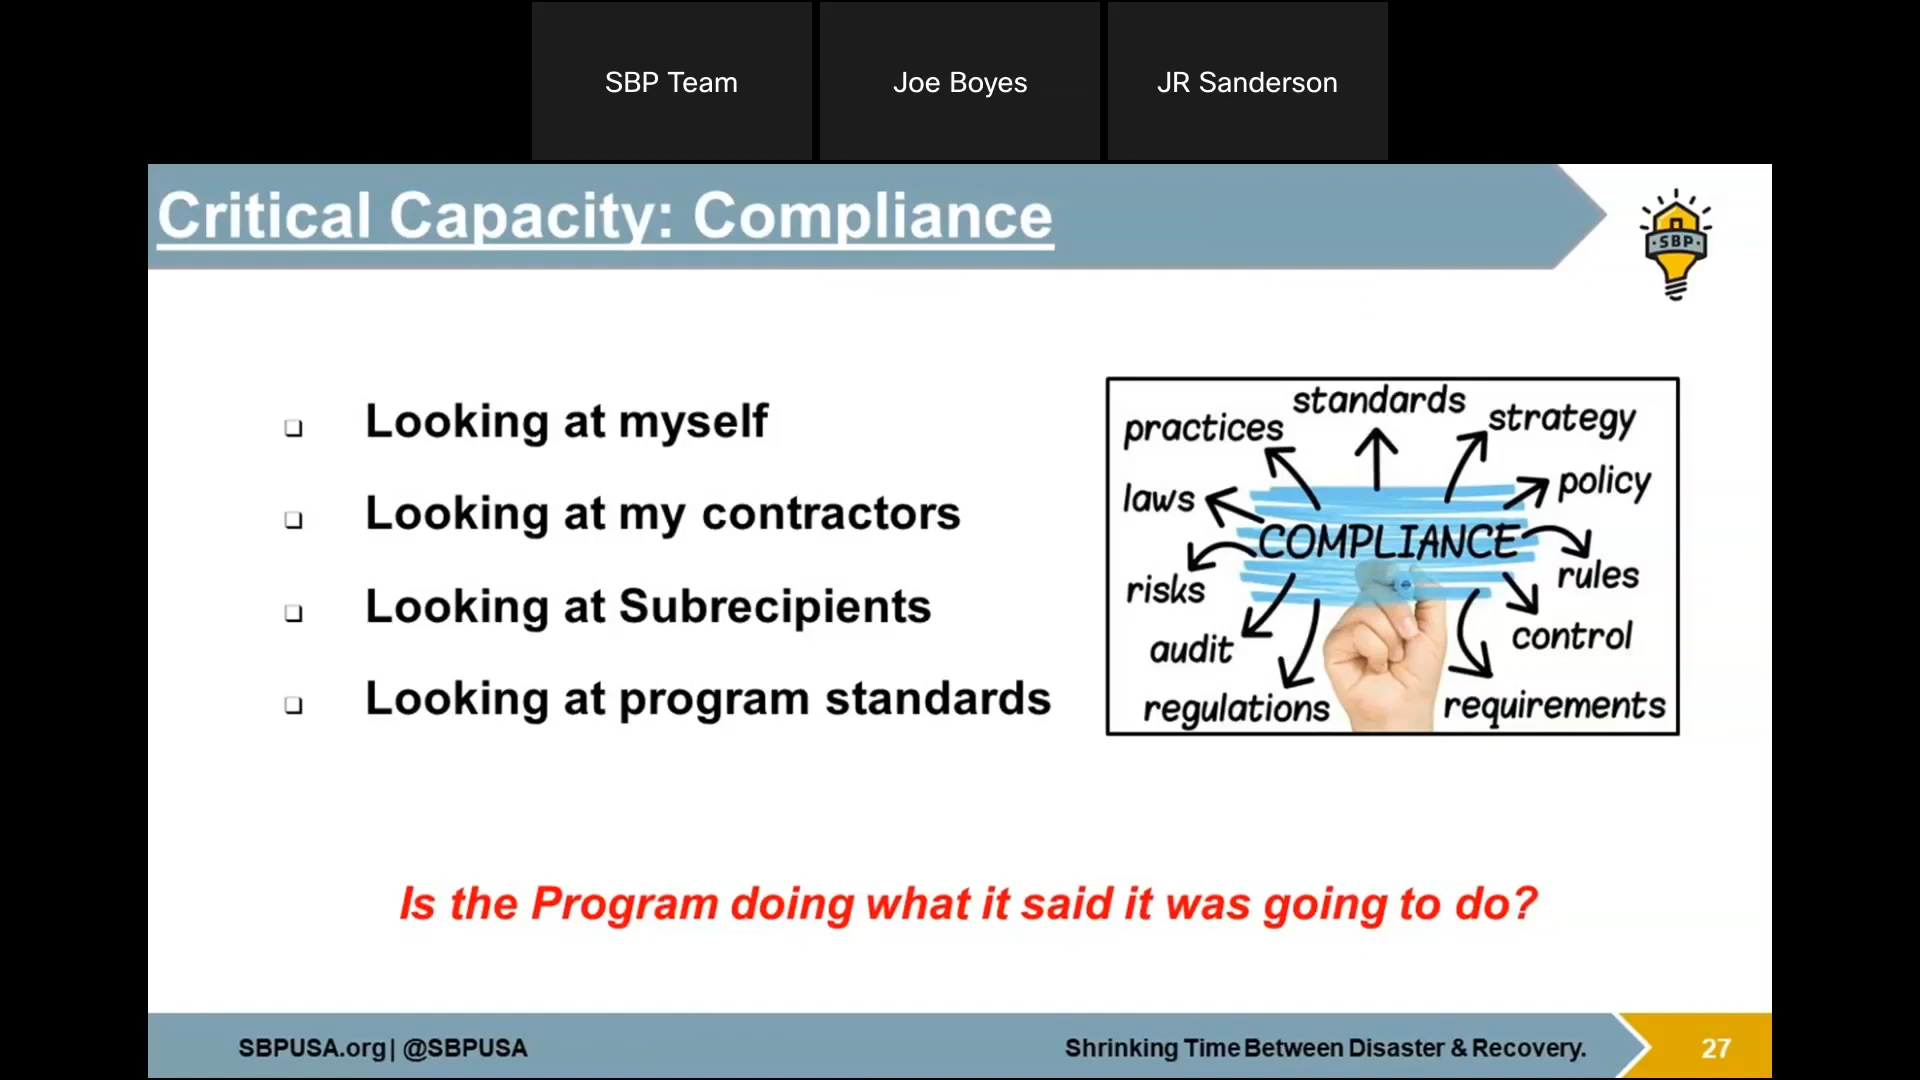 SBP Team
Joe Boyes
JR Sanderson
Critical Capacity: Compliance
·SBP·
Looking at myself
Looking at my contractors
Looking at Subrecipients
Looking at program standards
standards
practices
strategy
laws
policy
COMPLIANCE
risks
rules
audit
control
regulations
requirements
Is the Program doing what it said it was going to do?
SBPUSA.org| @SBPUSA
Shrinking Time Between Disaster & Recovery.
27